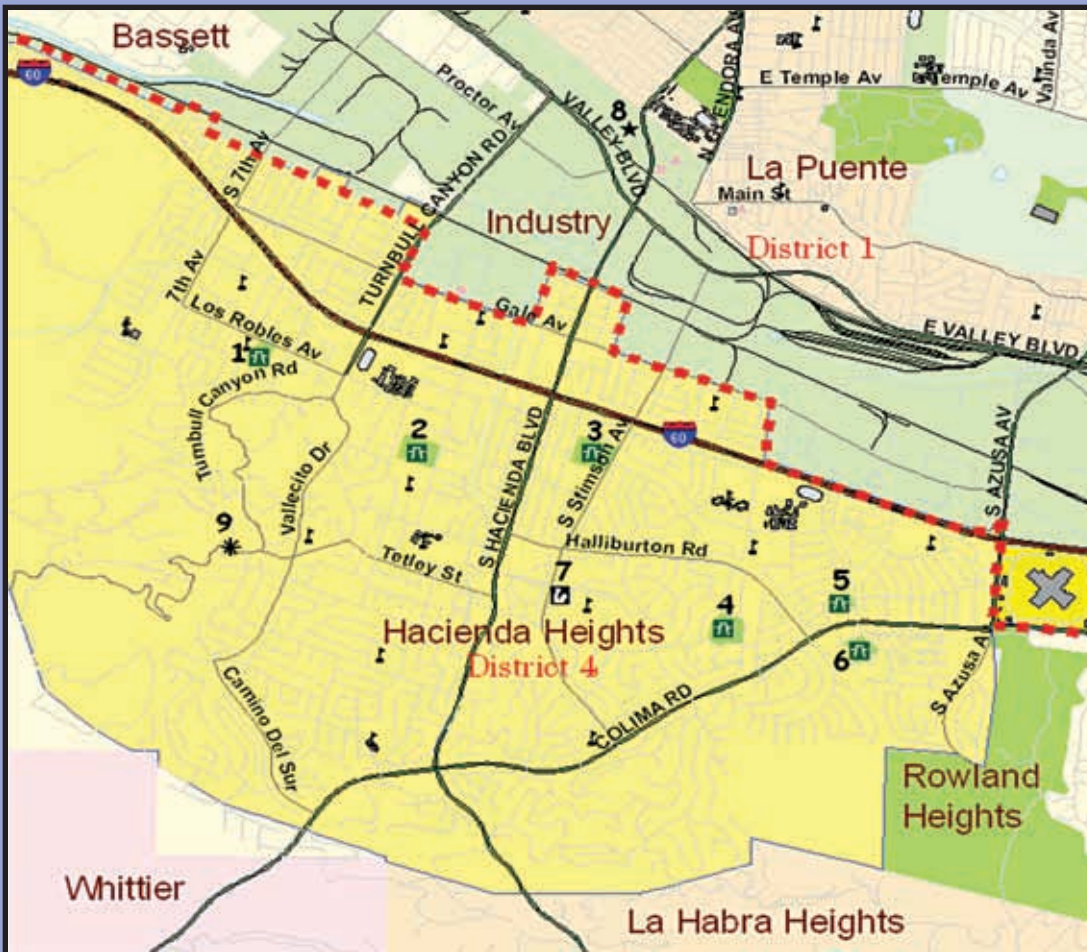 Bassett
60
Proctor Av
VALLEY BLVD
8
E Temple Av
Temple Av
Valinda Av
La Puente
Main St
District 1
S 7th Av
TURNBULL CANYON RD
Industry
7th Av
Los Robles Av
Gale Av
E VALLEY BLVD
1
Turnbull Canyon Rd
2
3
60
S AZUSA AV
S HACIENDA BLVD
S Stimson Av
Vallecito Dr
9
Tetley St
Halliburton Rd
7
5
4
Hacienda Heights
District 4
6
S Azusa A
COLIMA RD
Camino Del Sur
Rowland
Heights
Whittier
La Habra Heights